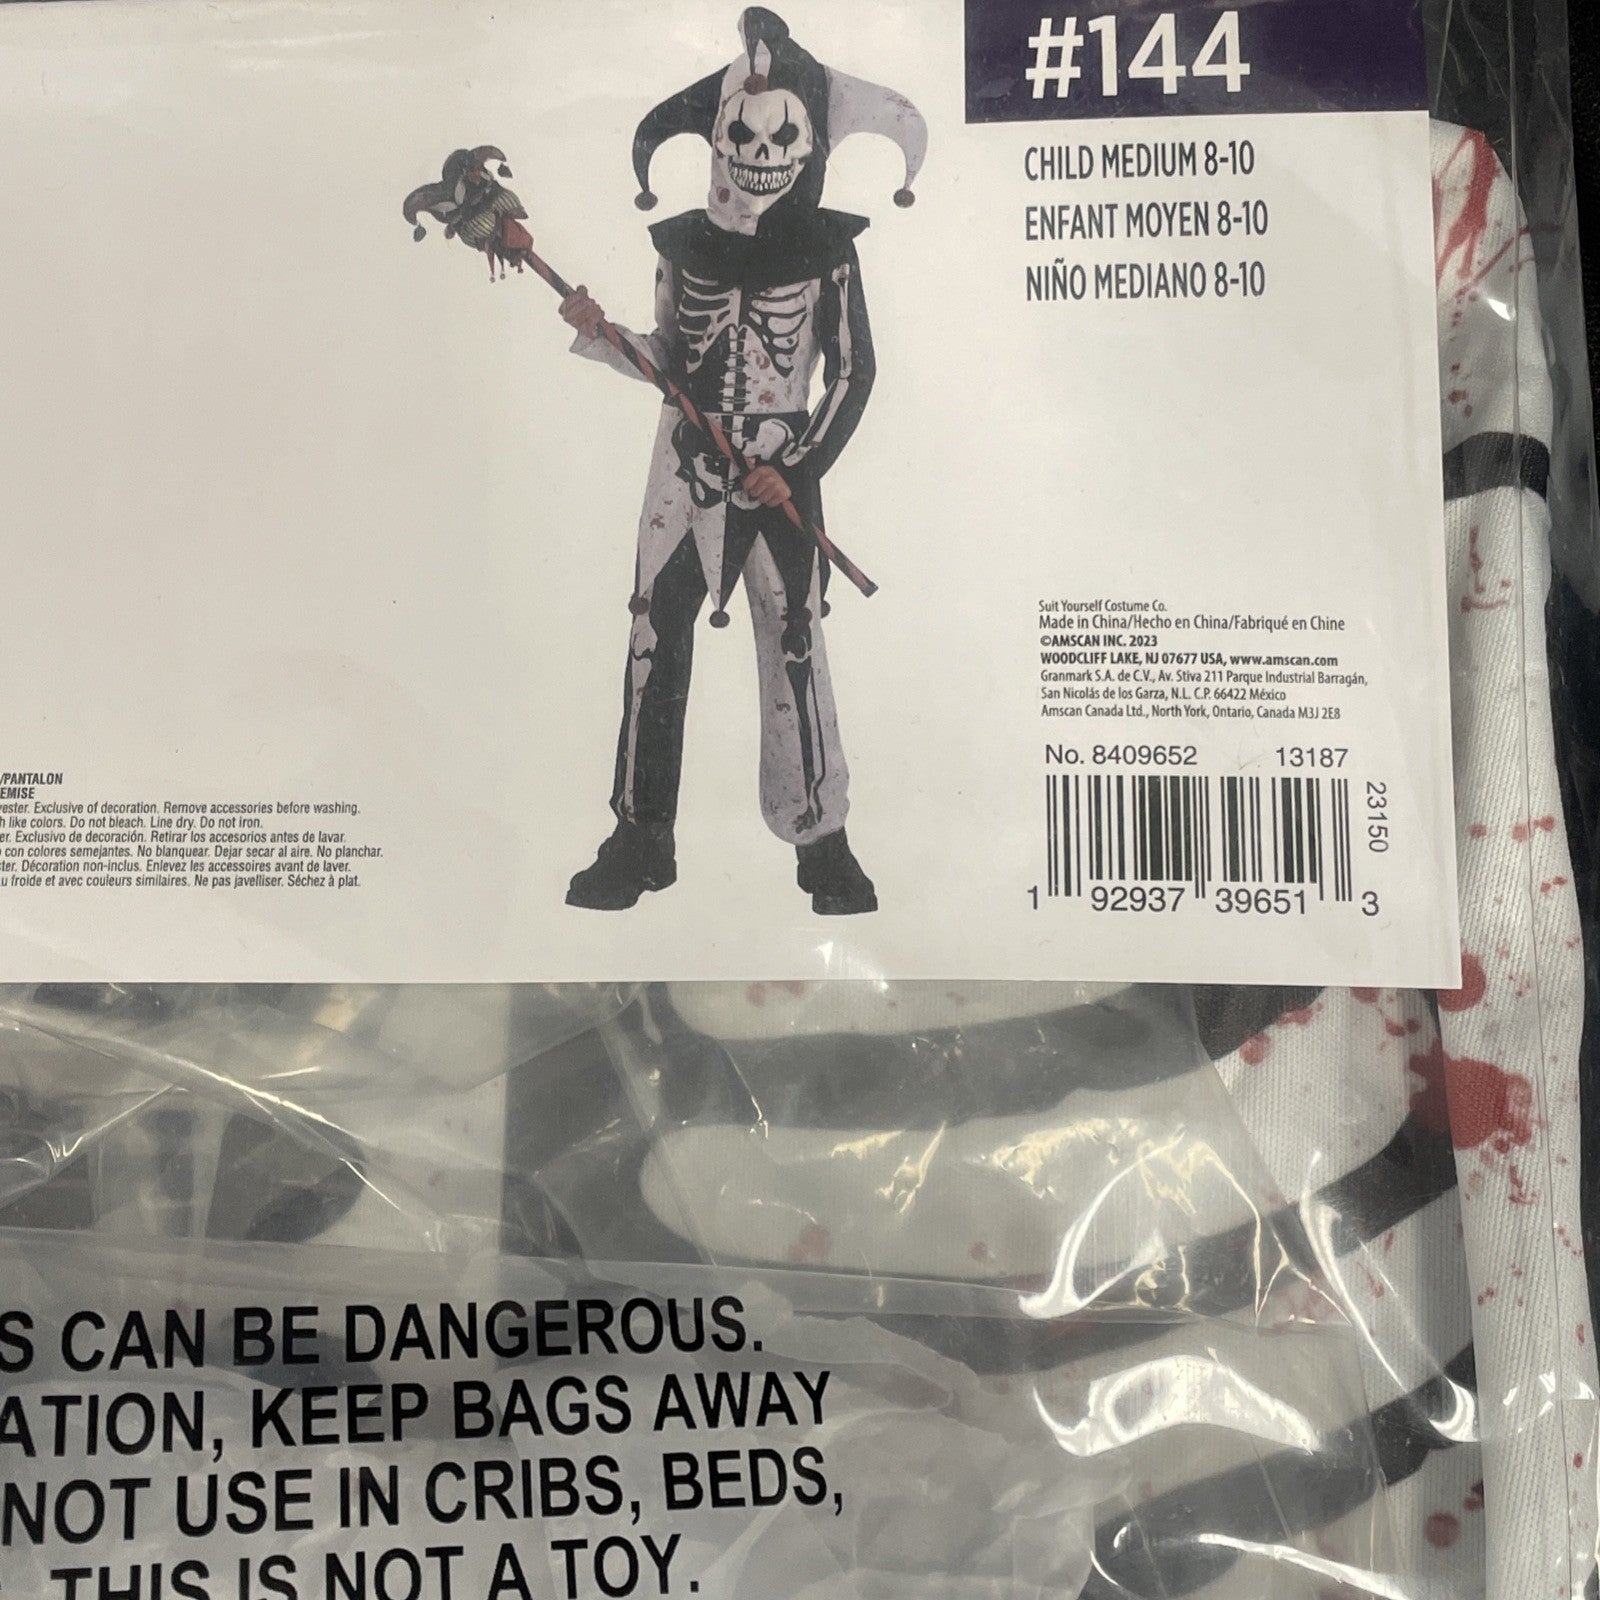 #144
CHILD MEDIUM 8-10
ENFANT MOYEN 8-10
NIÑO MEDIANO 8-10
Suit Yourself Costume Co.
Made in China/Hecho en China/Fabriqué en Chine
©AMSCAN INC. 2023
WOODCLIFF LAKE, NJ 07677 USA, www.amscan.com
Granmark S.A. de C.V., Av. Stiva 211 Parque Industrial Barragán,
San Nicolás de los Garza, N.L. C.P. 66422 México
Amscan Canada Ltd., North York, Ontario, Canada M3J 2E8
No. 8409652 13187
23150
1 92937 39651 3
/PANTALON
EMISE
ester. Exclusive of decoration. Remove accessories before washing.
h like colors. Do not bleach. Line dry. Do not iron.
er. Exclusivo de decoración. Retirar los accesorios antes de lavar.
con colores semejantes. No blanquear. Dejar secar al aire. No planchar.
ter. Décoration non-inclus. Enlevez les accessoires avant de laver.
u froide et avec couleurs similaires. Ne pas javelliser. Séchez à plat.
S CAN BE DANGEROUS.
ATION, KEEP BAGS AWAY
NOT USE IN CRIBS, BEDS,
THIS IS NOT A TOY.